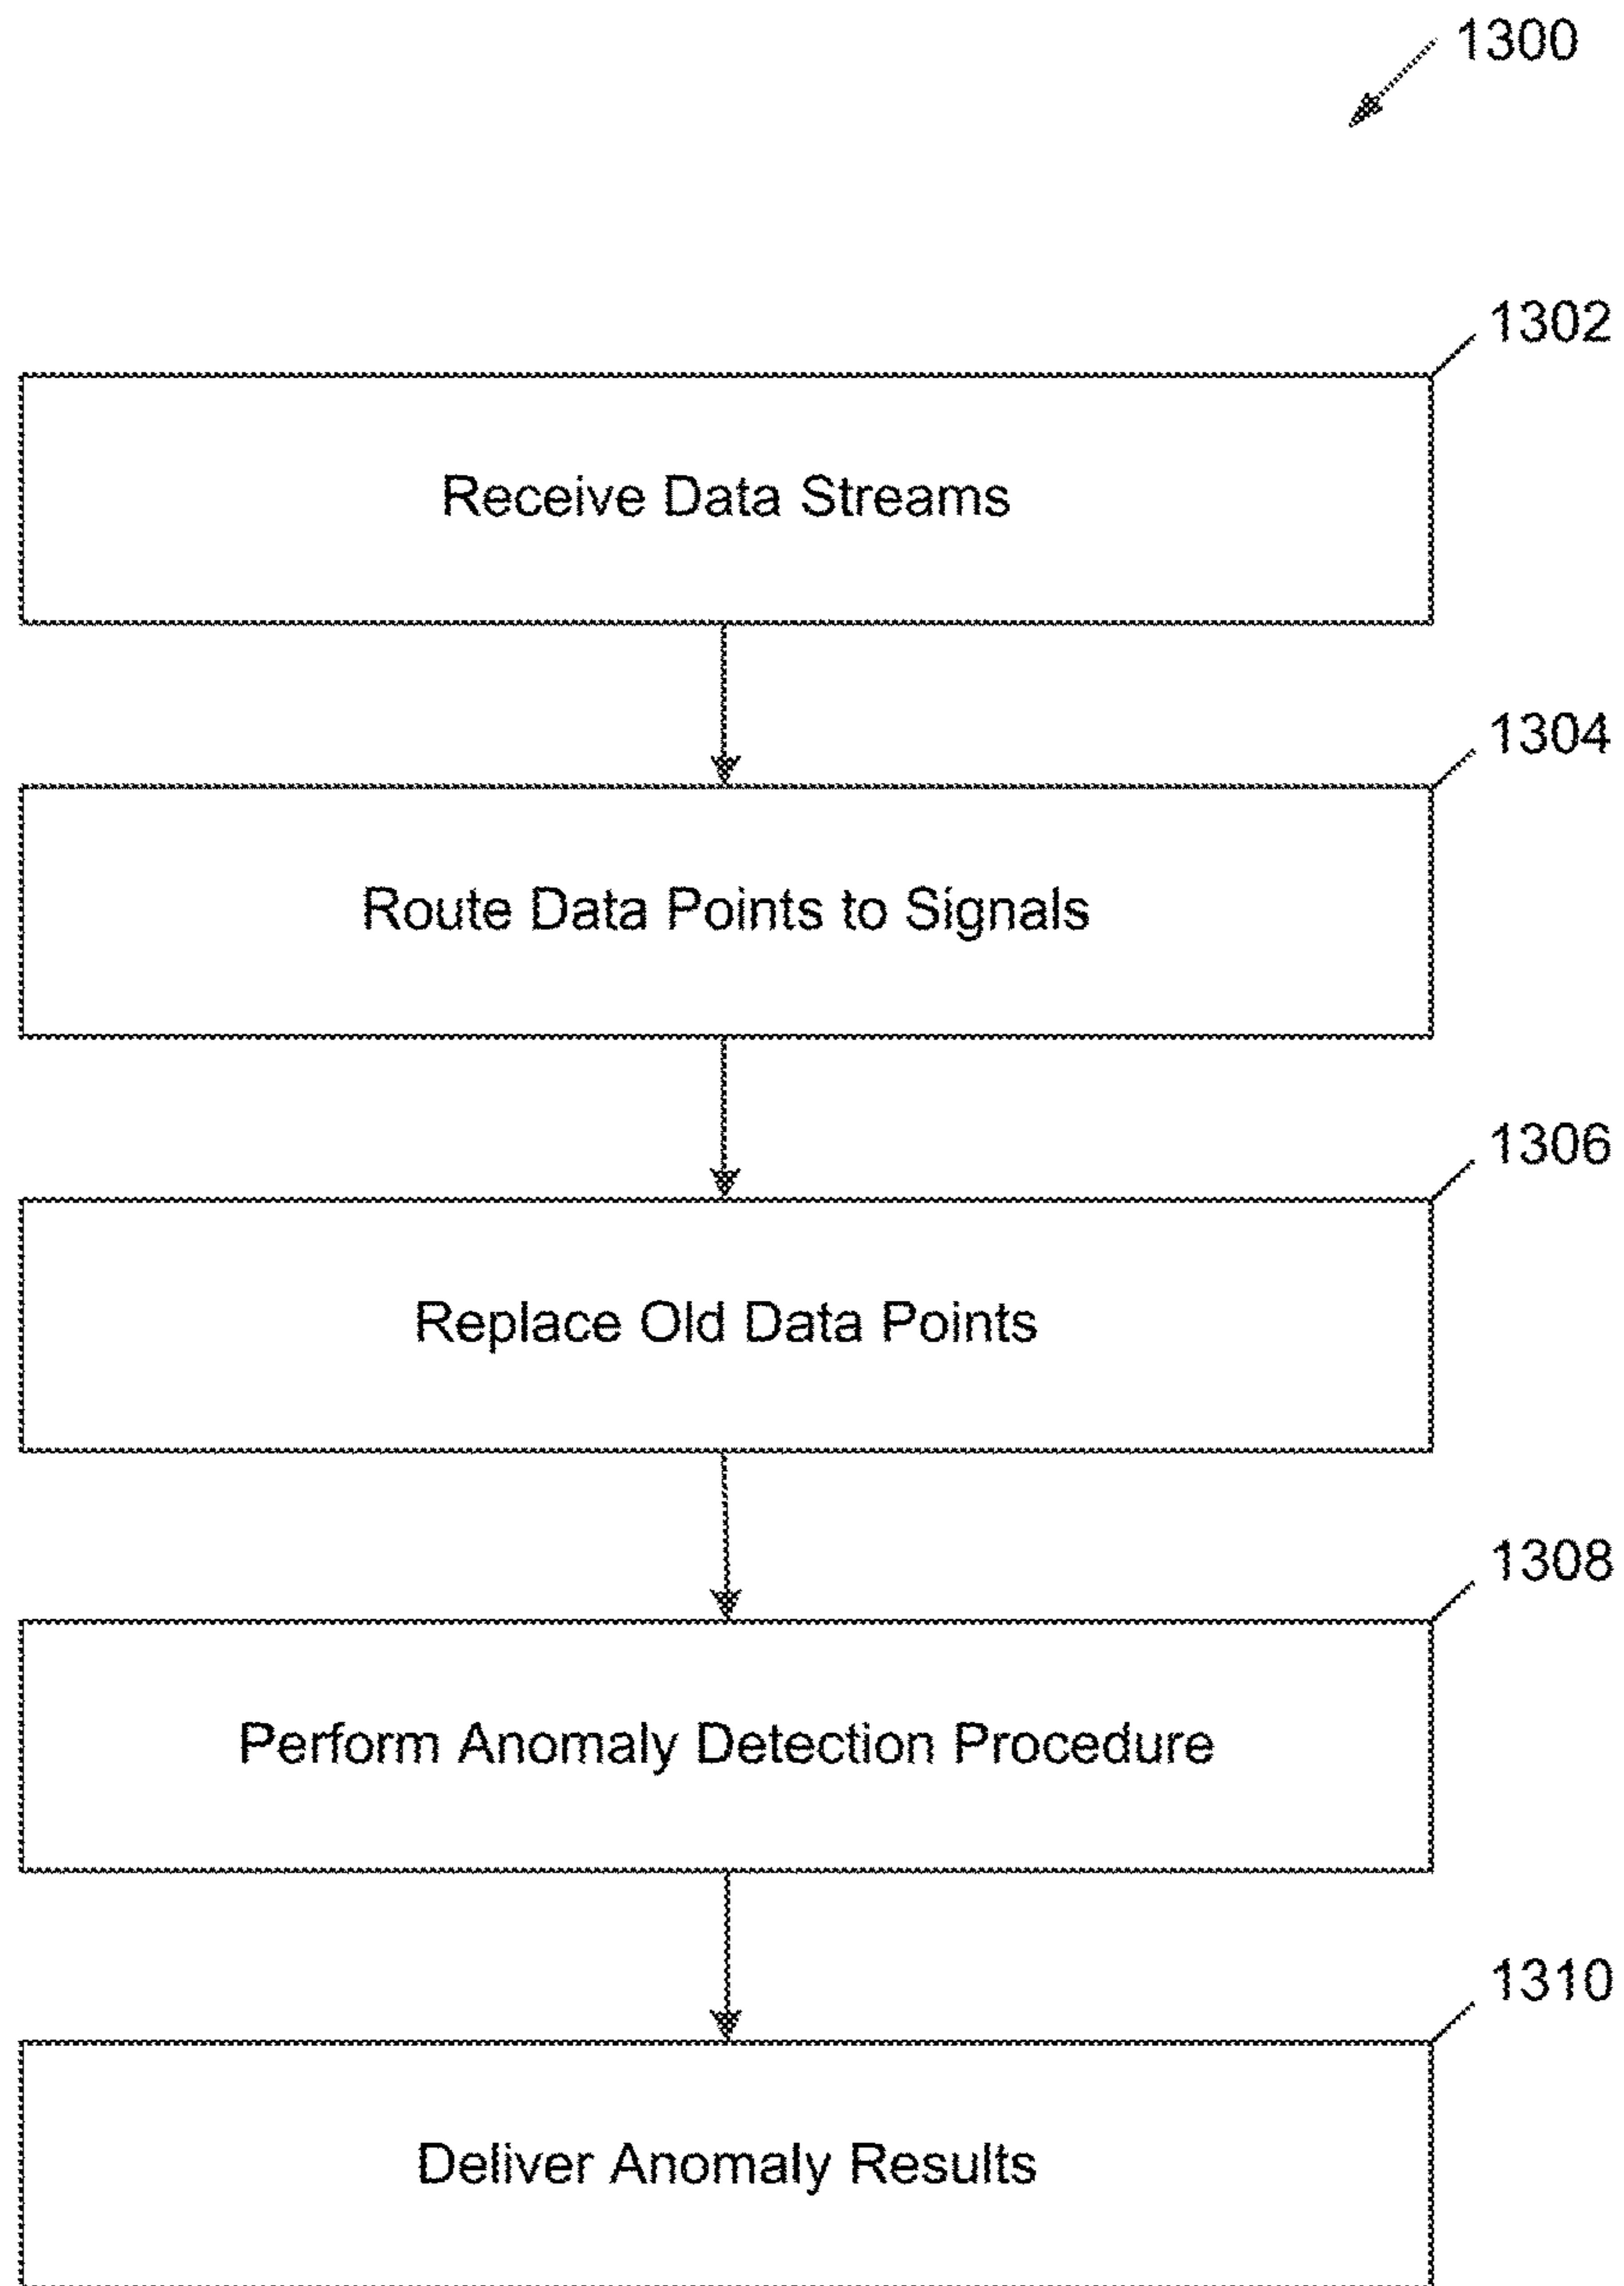 1300
1302
Receive Data Streams
1304
Route Data Points to Signals
1306
Replace Old Data Points
1308
Perform Anomaly Detection Procedure
1310
Deliver Anomaly Results